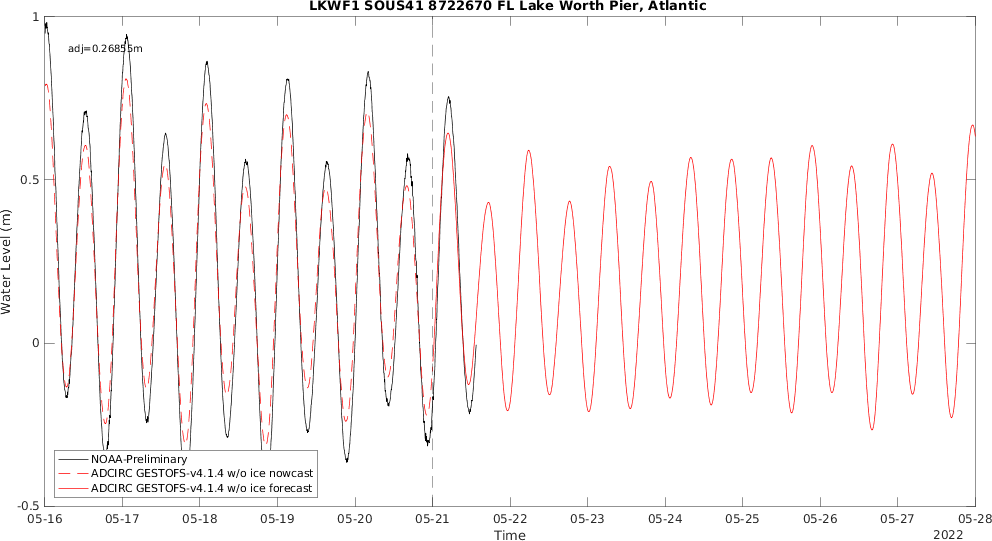 LKWF1 SOUS41 8722670 FL Lake Worth Pier, Atlantic
adj=0.26855m
1
0.5
0
-0.5
Water Level (m)
NOAA-Preliminary
ADCIRC GESTOFS-v4.1.4 w/o ice nowcast
ADCIRC GESTOFS-v4.1.4 w/o ice forecast
05-16 05-17 05-18 05-19 05-20 05-21 05-22 05-23 05-24 05-25 05-26 05-27 05-28
Time
2022